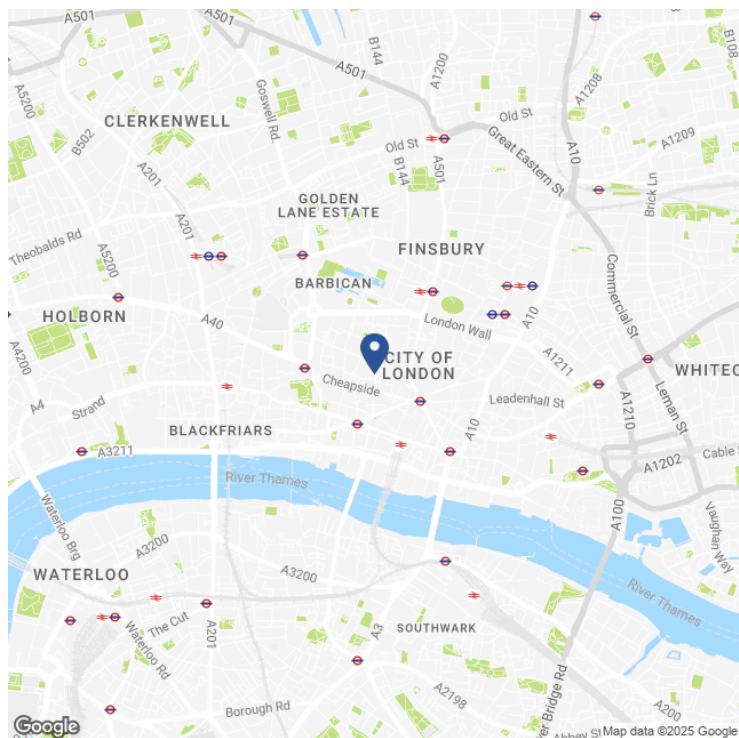 A501
B144
A1200
B108
A501
A5200
Goswell Rd.
A1208
CLERKENWELL
Old St
A10
B502
Old St
Great Eastern St
A1209
A201
B144
A501
Brick Ln
GOLDEN
LANE ESTATE
A201
Theobalds Rd
A5200
FINSBURY
Commercial St
BARBICAN
HOLBORN
A40
London Wall
A10
A4200
CITY OF
LONDON
A1211
Cheapside
WHITEC
A4
Strand
Leadenhall St
A1210
Leman St
BLACKFRIARS
A10
A3211
Cable S
A1202
River Thames
A100
Waterloo Brg
Vaughan Way
A3200
WATERLOO
A3200
River Thames
The Cut
A201
Waterloo Rd
A3
SOUTHWARK
A2198
er Bridge Rd
Borough Rd
A200
Abbey St
Google
Map data ©2025 Google